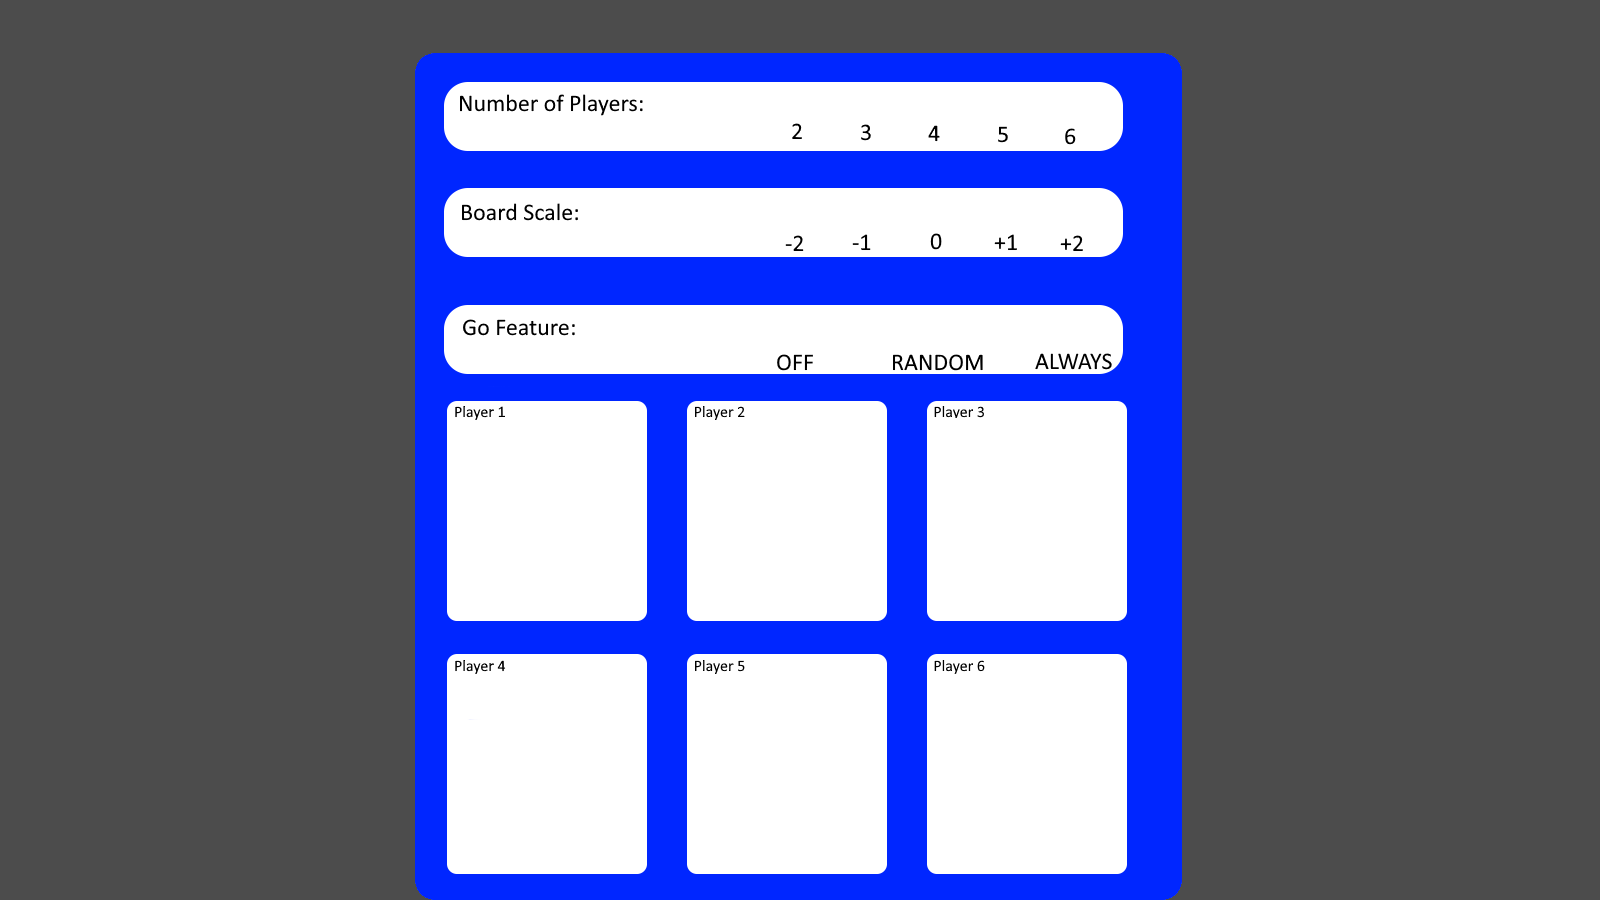 Number of Players:
2 3 4 5 6
Board Scale:
-2 -1 0 +1 +2
Go Feature:
OFF RANDOM ALWAYS
Player 1 Player 2 Player 3
Player 4 Player 5 Player 6